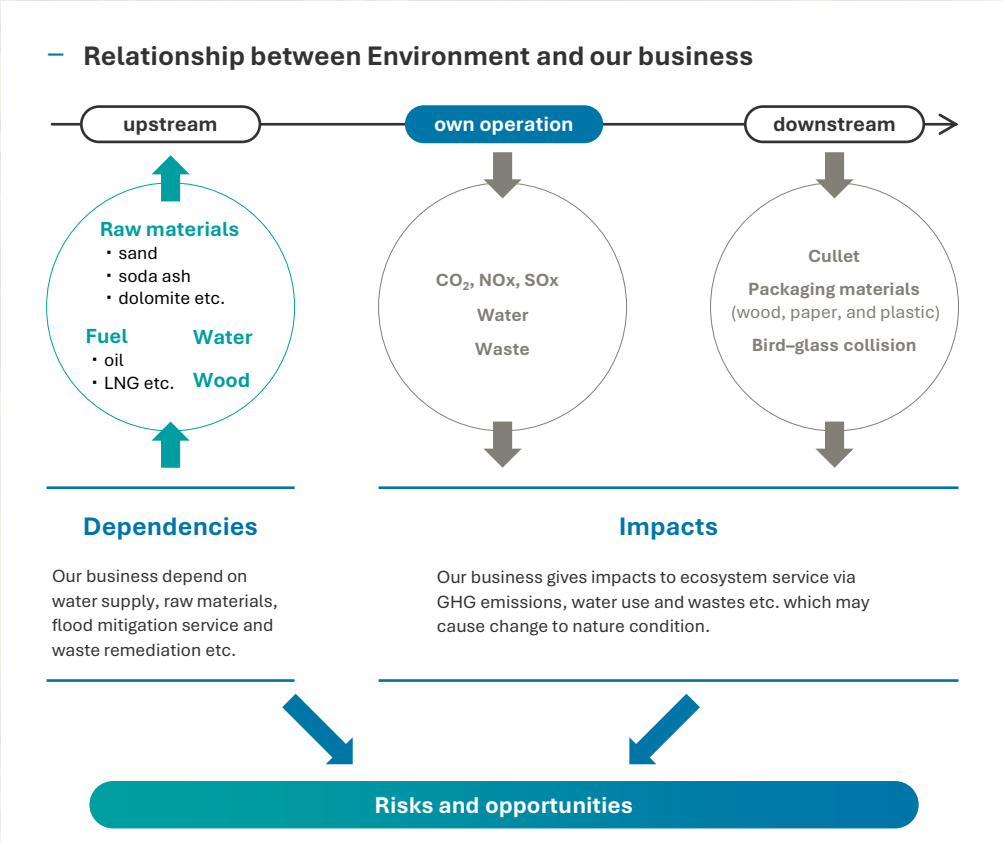 Relationship between Environment and our business
upstream
own operation
downstream
Raw materials
・sand
・soda ash
・dolomite etc.
Fuel
・oil
・LNG etc.
Water
Wood
CO₂, NOx, SOx
Water
Waste
Cullet
Packaging materials
(wood, paper, and plastic)
Bird–glass collision
Dependencies
Our business depend on
water supply, raw materials,
flood mitigation service and
waste remediation etc.
Impacts
Our business gives impacts to ecosystem service via
GHG emissions, water use and wastes etc. which may
cause change to nature condition.
Risks and opportunities